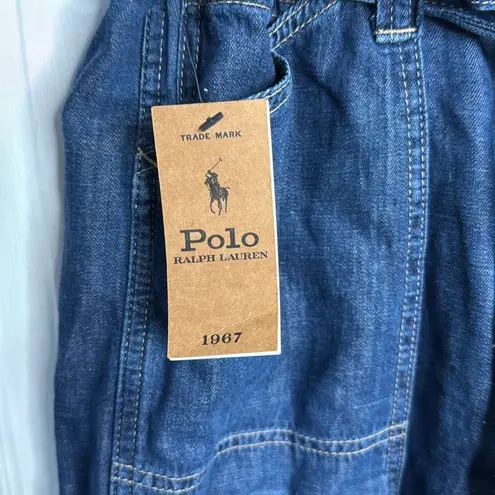 TRADE MARK
Polo
RALPH LAUREN
1967